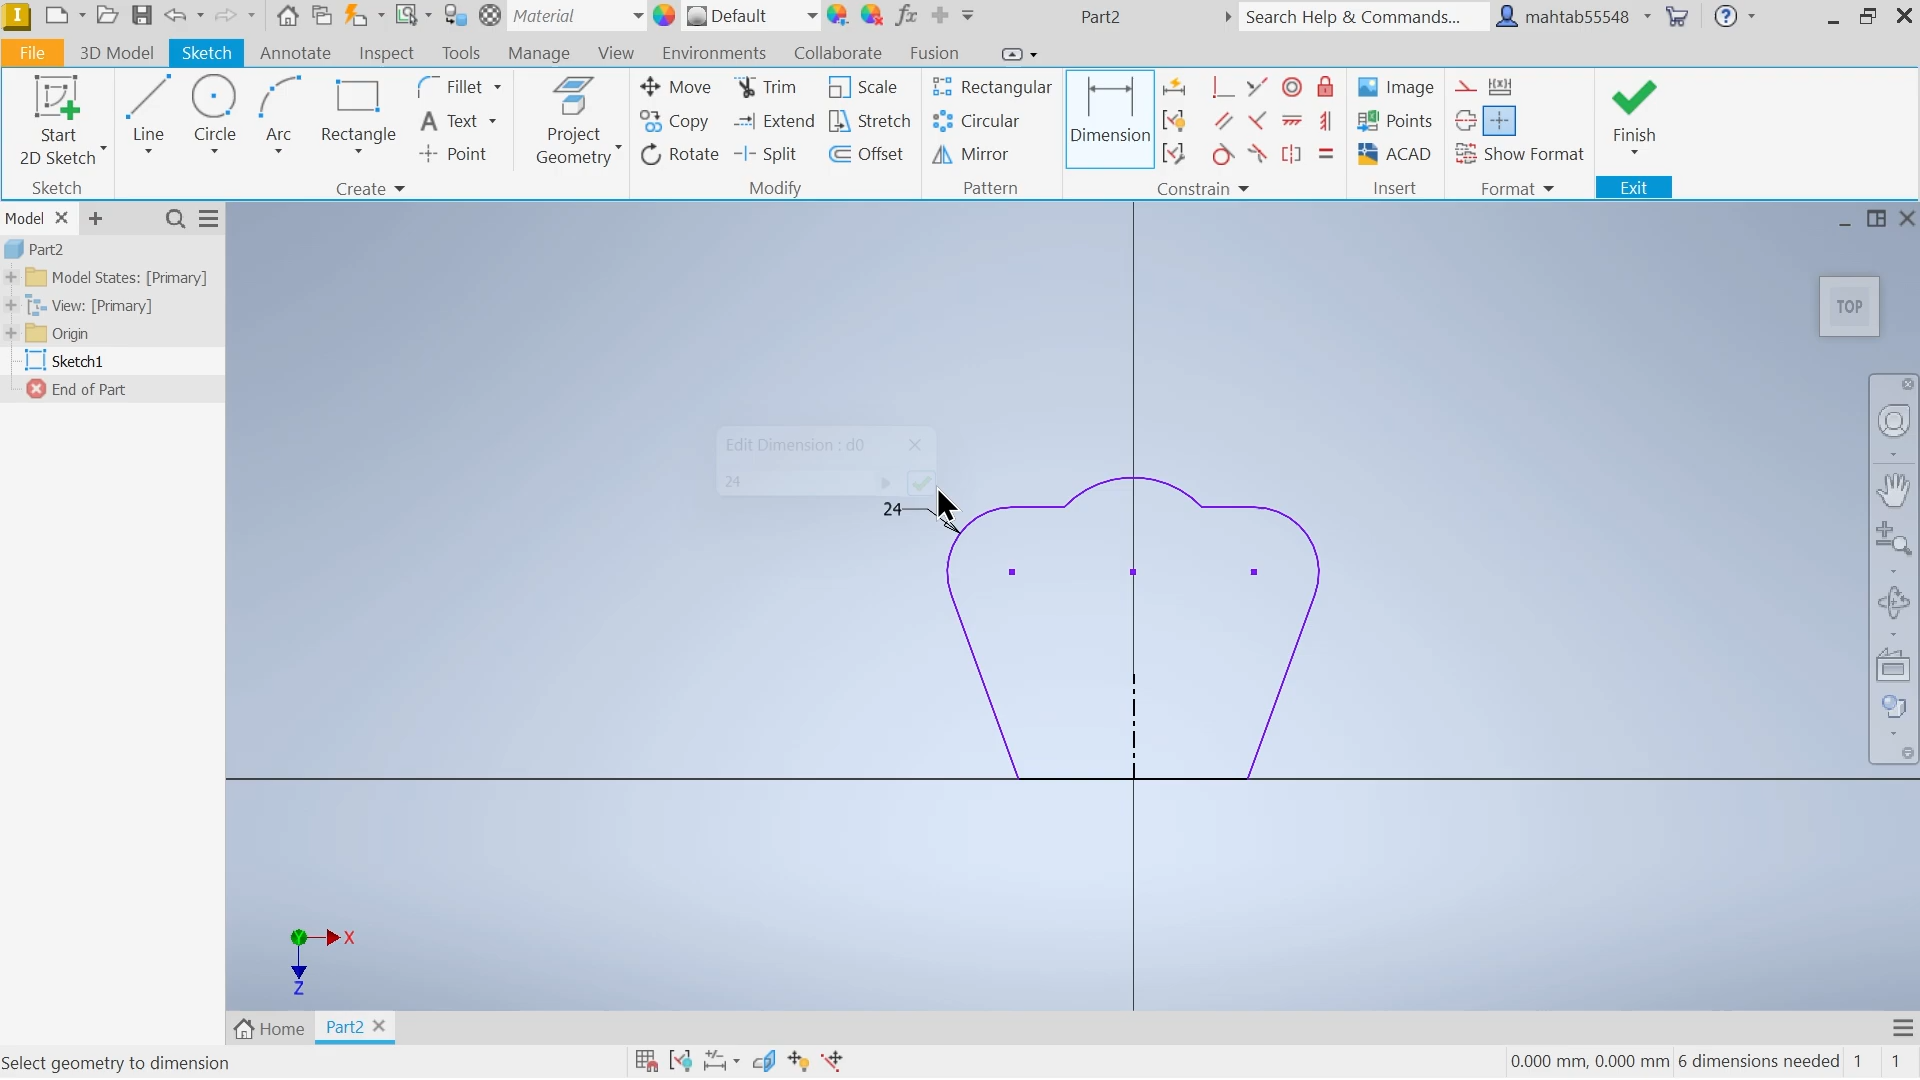 I Material Default Part2 Search Help & Commands... mahtab55548
File 3D Model Sketch Annotate Inspect Tools Manage View Environments Collaborate Fusion
Start 2D Sketch
Line
Circle
Arc
Rectangle
Fillet
Text
Point
Project Geometry
Move Trim Scale
Copy Extend Stretch
Rotate Split Offset
Rectangular
Circular
Mirror
Dimension
Image
Points
ACAD
Show Format
Finish
Sketch Create Modify Pattern Constrain Insert Format Exit
Model
Part2
Model States: [Primary]
View: [Primary]
Origin
Sketch1
End of Part
TOP
Edit Dimension : d0
24
24
X
Y
Z
Home Part2
Select geometry to dimension 0.000 mm, 0.000 mm 6 dimensions needed 1 1